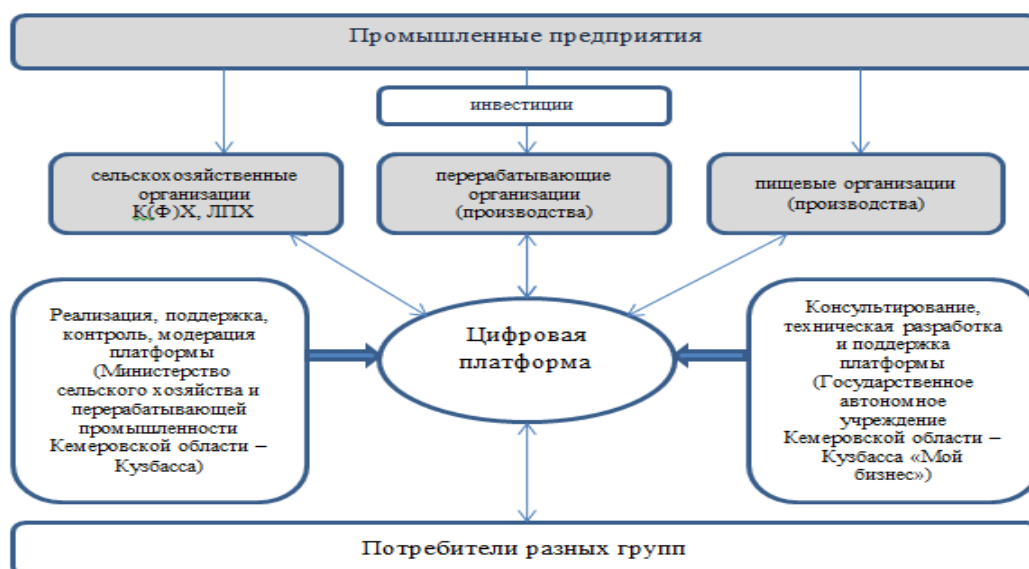 Промышленные предприятия
инвестиции
сельскохозяйственные
организации
К(Ф)Х, ЛПХ
перерабатывающие
организации
(производства)
пищевые организации
(производства)
Реализация, поддержка,
контроль, модерация
платформы
(Министерство
сельского хозяйства и
перерабатывающей
промышленности
Кемеровской области –
Кузбасса)
Цифровая
платформа
Консультирование,
техническая разработка
и поддержка
платформы
(Государственное
автономное
учреждение
Кемеровской области –
Кузбасса «Мой
бизнес»)
Потребители разных групп